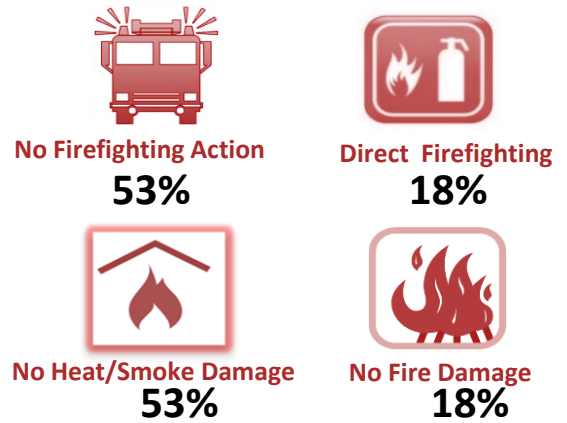 No Firefighting Action
Direct Firefighting
53%
18%
No Heat/Smoke Damage
No Fire Damage
53%
18%